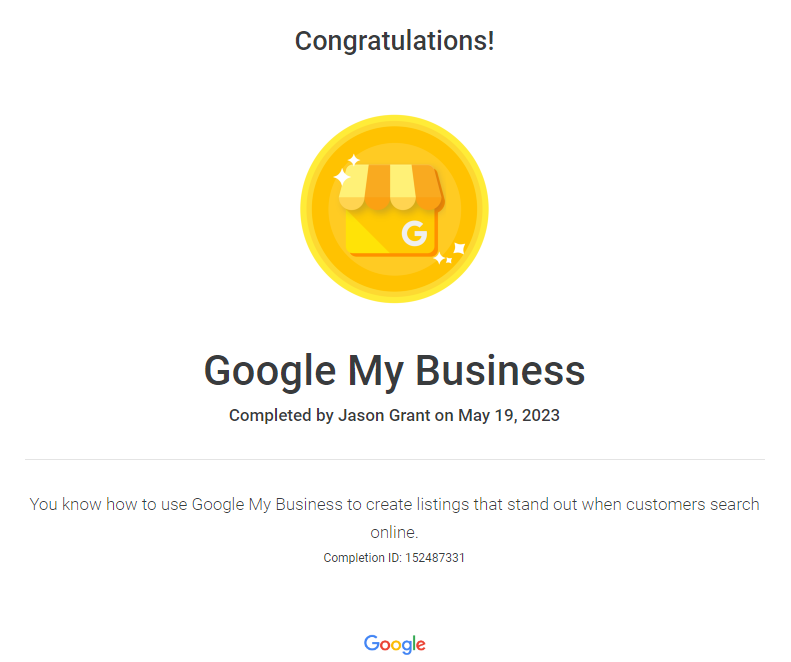 Congratulations!
G
Google My Business
Completed by Jason Grant on May 19, 2023
You know how to use Google My Business to create listings that stand out when customers search
online.
Completion ID: 152487331
Google